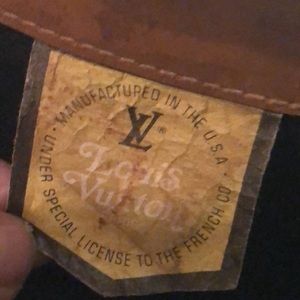 · MANUFACTURED IN THE U.S.A ·
LV®
Louis
Vuitton
UNDER SPECIAL LICENSE TO THE FRENCH CO